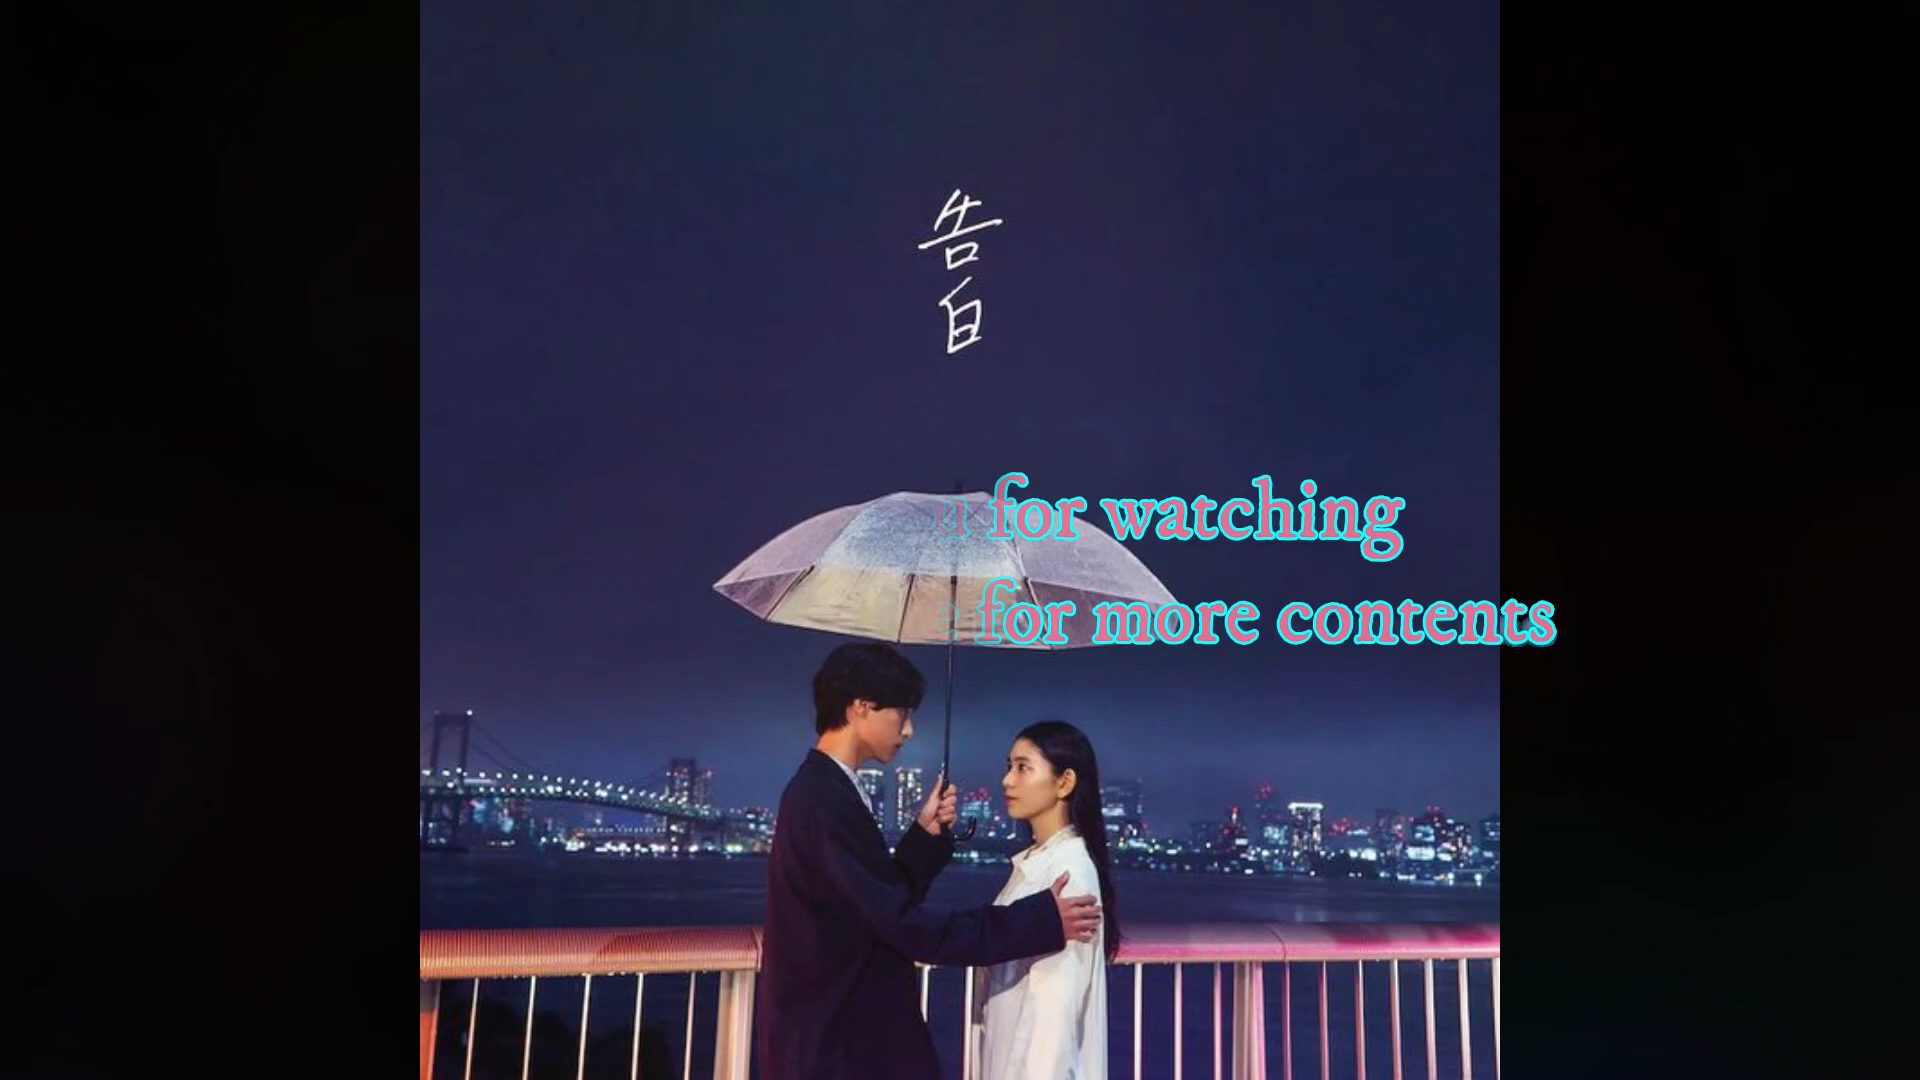 告
白
for watching
for more contents